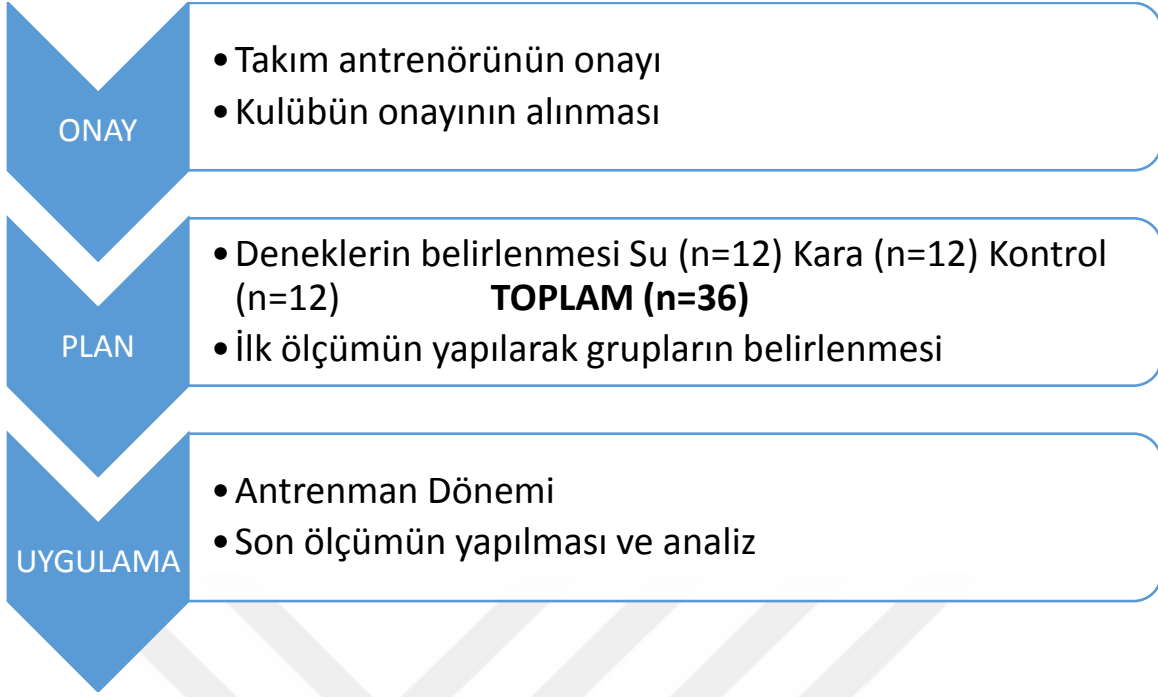 ONAY
•Takım antrenörünün onayı
•Kulübün onayının alınması
PLAN
•Deneklerin belirlenmesi Su (n=12) Kara (n=12) Kontrol
(n=12) TOPLAM (n=36)
•İlk ölçümün yapılarak grupların belirlenmesi
UYGULAMA
•Antrenman Dönemi
•Son ölçümün yapılması ve analiz